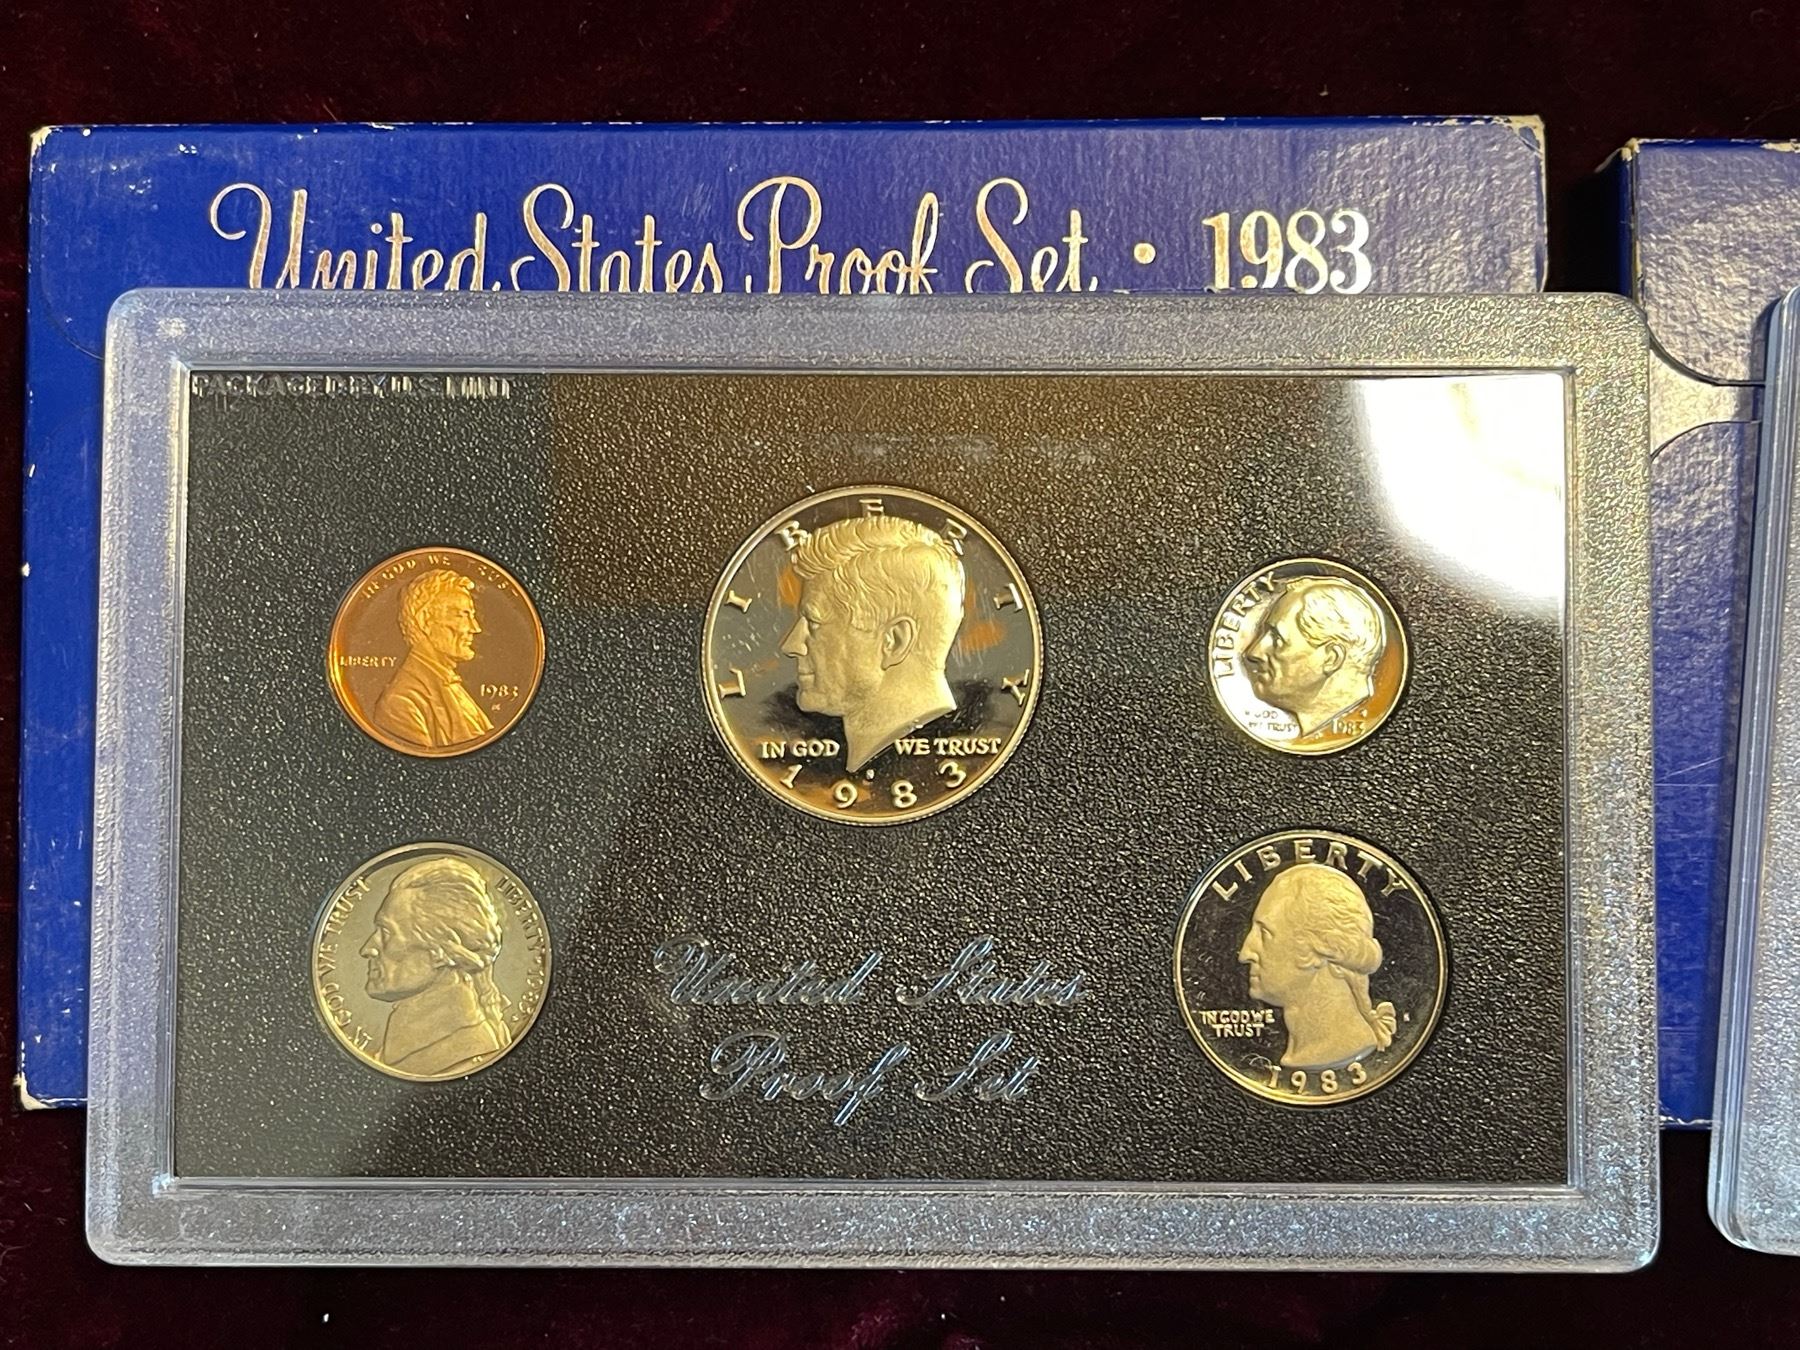 United States Proof Set · 1983
PACKAGED BY U.S. MINT
IN GOD WE TRUST
LIBERTY
1983
LIBERTY
IN GOD WE TRUST
1983
LIBERTY
IN GOD
WE TRUST
1983
IN GOD WE TRUST
LIBERTY * 1983
United States
Proof Set
LIBERTY
IN GOD WE
TRUST
1983